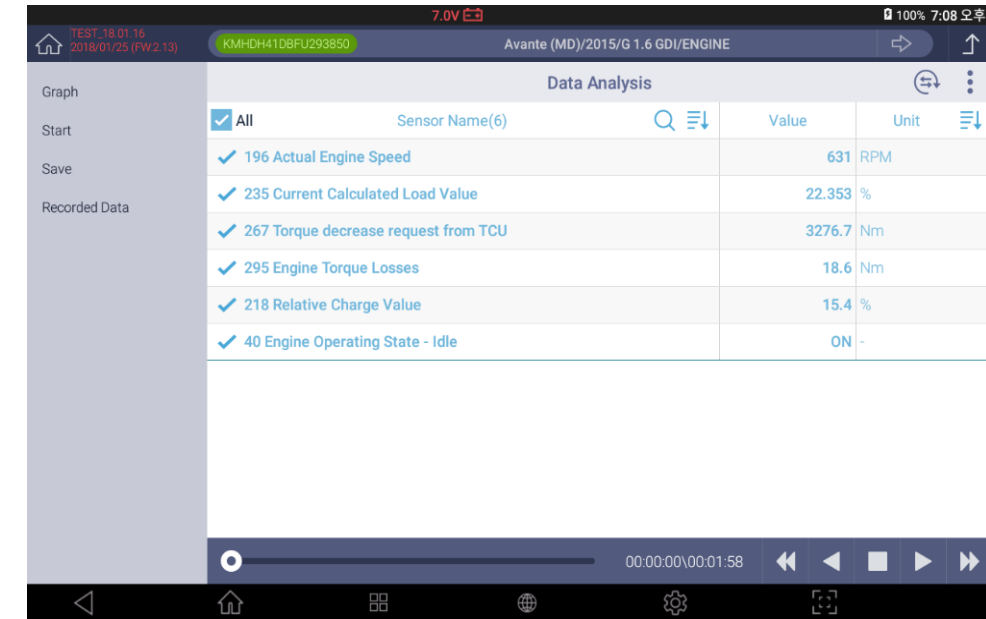 7.0V
100% 7:08 오후
TEST_18.01.16
2018/01/25 (FW.2.13)
KMHDH41DBFU293850
Avante (MD)/2015/G 1.6 GDI/ENGINE
Graph
Start
Save
Recorded Data
Data Analysis
All Sensor Name(6) Value Unit
196 Actual Engine Speed 631 RPM
235 Current Calculated Load Value 22.353 %
267 Torque decrease request from TCU 3276.7 Nm
295 Engine Torque Losses 18.6 Nm
218 Relative Charge Value 15.4 %
40 Engine Operating State - Idle ON -
00:00:00\00:01:58